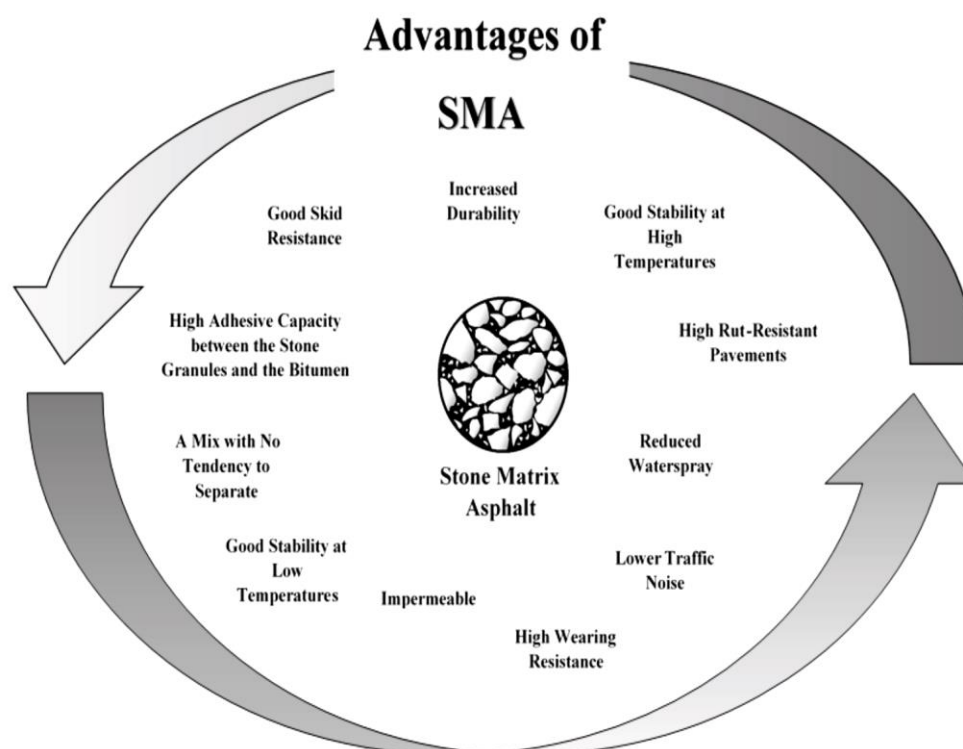 Advantages of
SMA
Increased
Durability
Good Stability at
High
Temperatures
High Rut-Resistant
Pavements
Reduced
Waterspray
Lower Traffic
Noise
High Wearing
Resistance
Impermeable
Good Stability at
Low
Temperatures
A Mix with No
Tendency to
Separate
High Adhesive Capacity
between the Stone
Granules and the Bitumen
Good Skid
Resistance
Stone Matrix
Asphalt